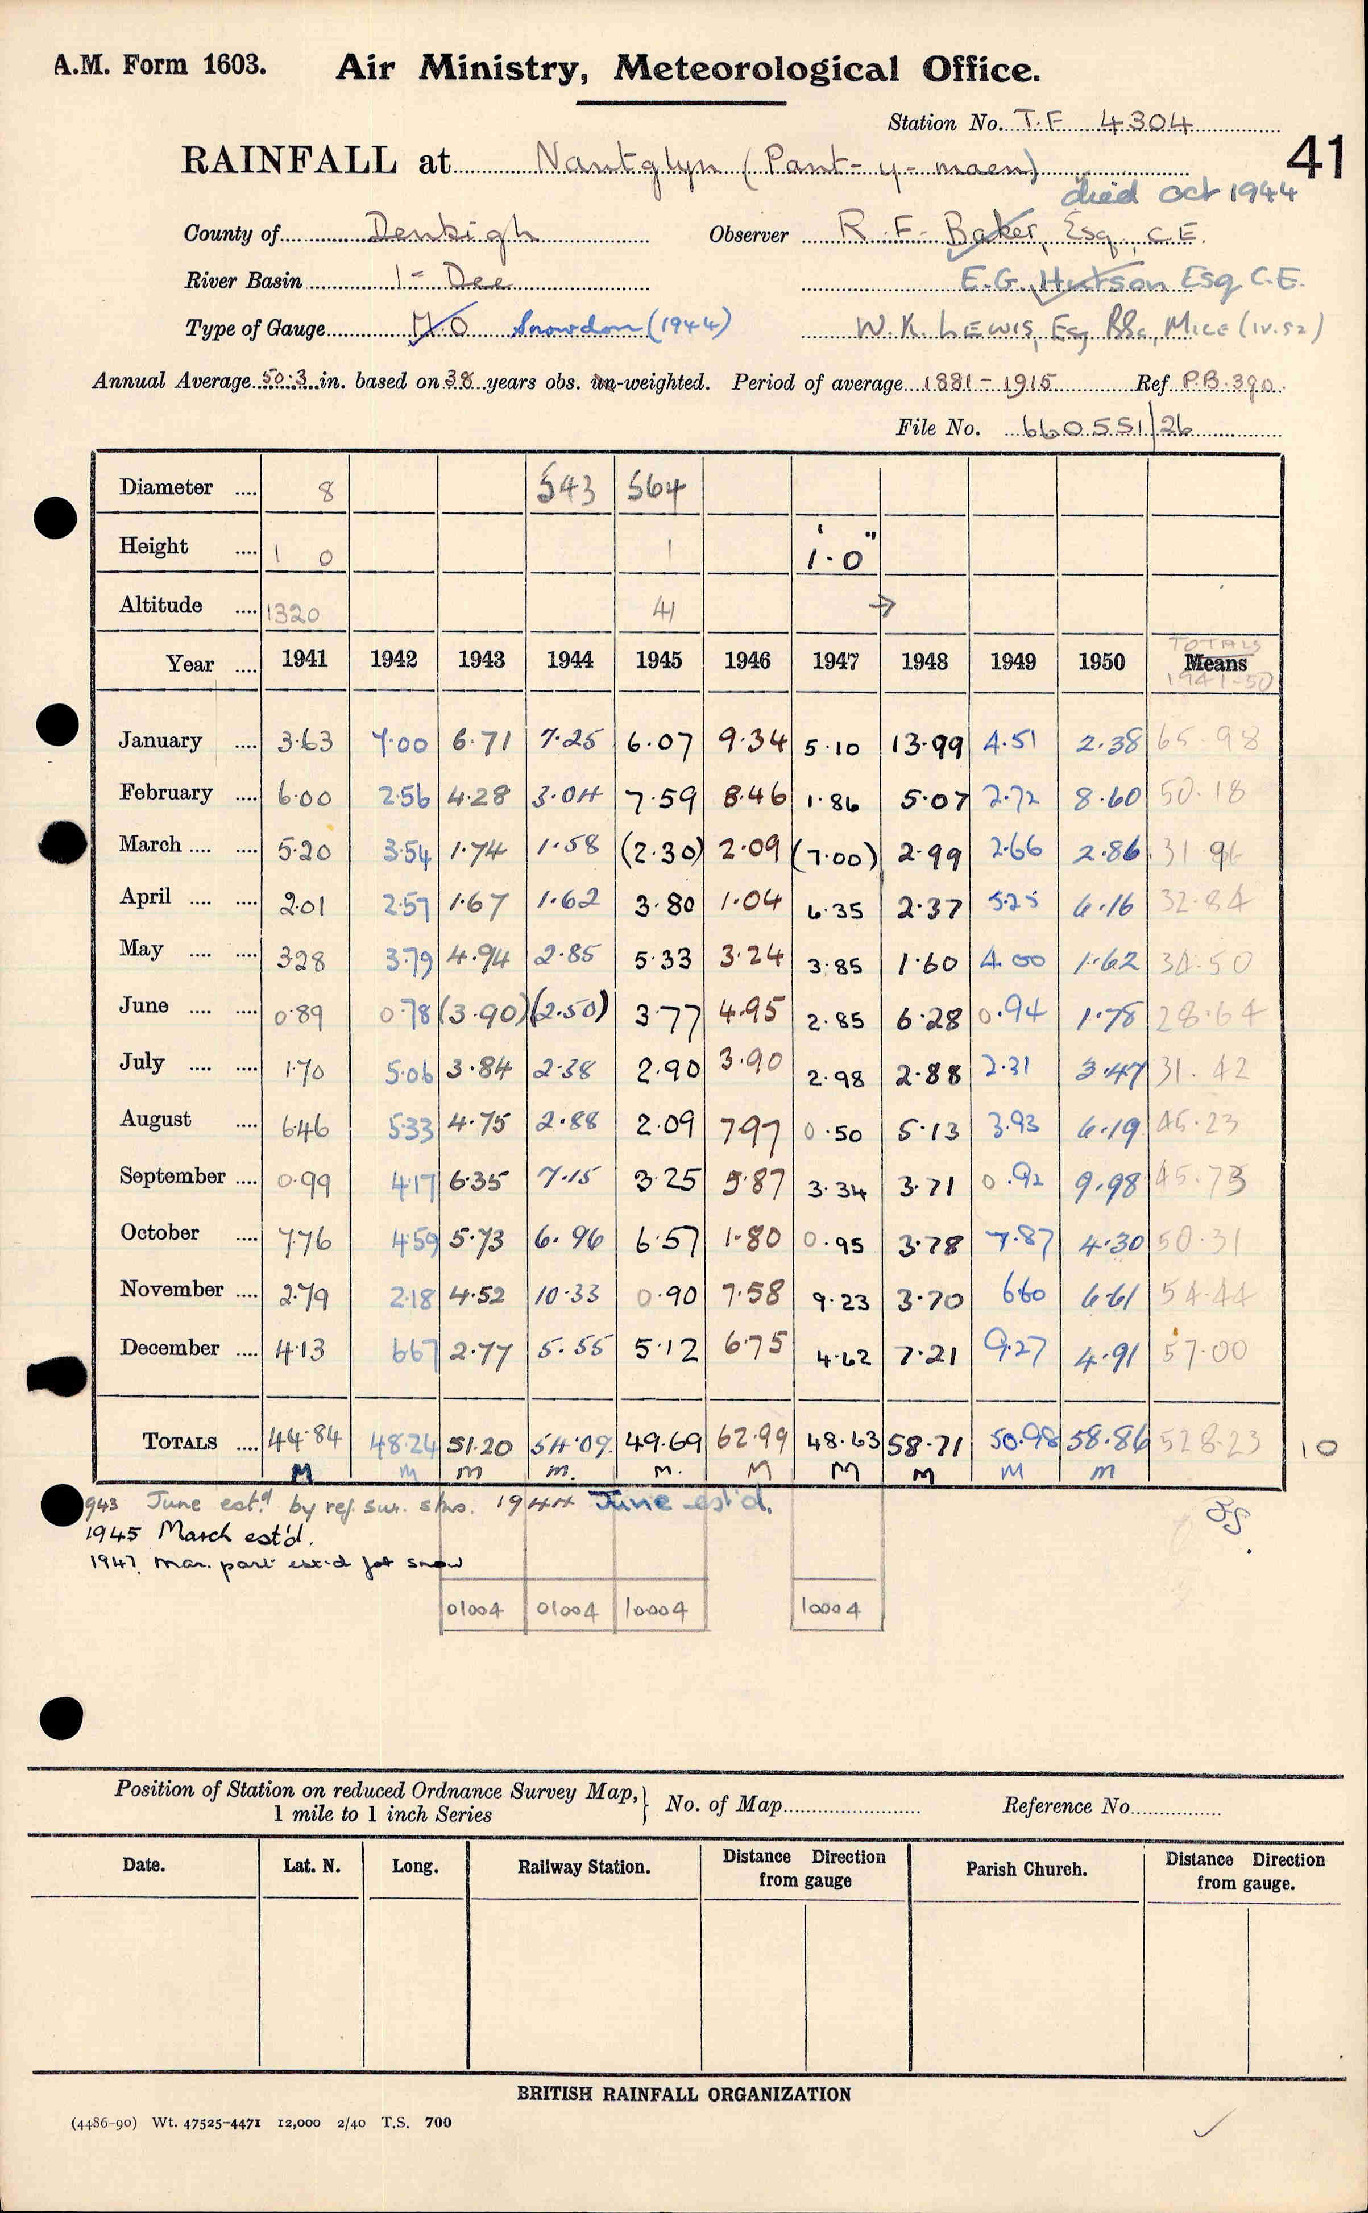 A.M. Form 1603. Air Ministry, Meteorological Office.
Station No. T.F 4304
41
RAINFALL at Nantglyn (Pant-y-maen)
died Oct 1944
County of Denbigh Observer R. F. Baker, Esq., C.E.
River Basin 1- Dee E.G. Hutson Esq C.E.
Type of Gauge M.O Snowdon (1944) W. K. LEWIS, Esq BSc, MICE (IV.52)
Annual Average 50.3 in. based on 38 years obs. un-weighted. Period of average 1881-1915 Ref P.B. 390
File No. 660551/26
Diameter .... 8 543 564
Height .... 1 0 1 1'.0"
Altitude .... 1320 41 →
TOTALS
Year .... 1941 1942 1943 1944 1945 1946 1947 1948 1949 1950 Means
1941-50
January .... 3.63 7.00 6.71 7.25 6.07 9.34 5.10 13.99 4.51 2.38 65.98
February .... 6.00 2.56 4.28 3.04 7.59 8.46 1.86 5.07 2.72 8.60 50.18
March .... .... 5.20 3.54 1.74 1.58 (2.30) 2.09 (7.00) 2.99 2.66 2.86 31 96
April .... .... 2.01 2.57 1.67 1.62 3.80 1.04 6.35 2.37 5.25 6.16 32.84
May .... .... 3.28 3.79 4.94 2.85 5.33 3.24 3.85 1.60 4.00 1.62 34.50
June .... .... 0.89 0.78 (3.90) (2.50) 3.77 4.95 2.85 6.28 0.94 1.78 28.64
July .... .... 1.70 5.06 3.84 2.38 2.90 3.90 2.98 2.88 2.31 3.47 31.42
August .... 6.46 5.33 4.75 2.88 2.09 7.97 0.50 5.13 3.93 6.19 45.23
September .... 0.99 4.17 6.35 7.15 3.25 5.87 3.34 3.71 0.92 9.98 45.73
October .... 7.76 4.59 5.73 6.96 6.57 1.80 0.95 3.78 7.87 4.30 50.31
November .... 2.79 2.18 4.52 10.33 0.90 7.58 9.23 3.70 6.60 6.61 54.44
December .... 4.13 6.67 2.77 5.55 5.12 6.75 4.62 7.21 9.27 4.91 57.00
TOTALS .... 44.84 48.24 51.20 54.09 49.69 62.99 48.63 58.71 50.98 58.86 528.23 10
M M M M. M. M M M M M
943 June est.d by ref. sur. stns. 1944 June est'd.
1945 March est'd.
1947. Mar. part est'd for snow
01004 01004 10004 10004
Position of Station on reduced Ordnance Survey Map,
1 mile to 1 inch Series } No. of Map Reference No.
Date. Lat. N. Long. Railway Station. Distance Direction from gauge Parish Church. Distance Direction from gauge.
BRITISH RAINFALL ORGANIZATION
(4486-90) Wt. 47525-4471 12,000 2/40 T.S. 700